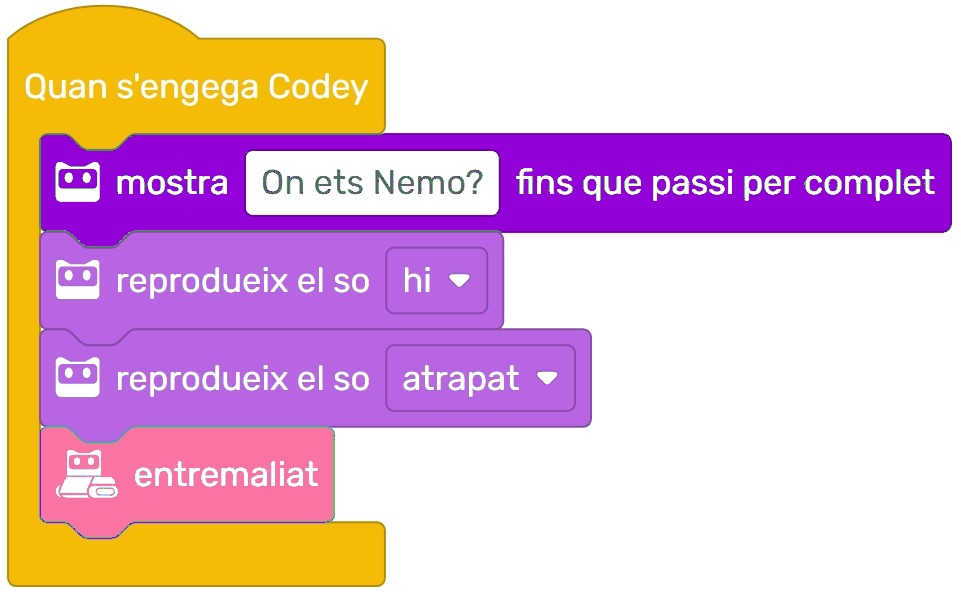 Quan s'engega Codey
mostra On ets Nemo? fins que passi per complet
reprodueix el so hi
reprodueix el so atrapat
entremaliat